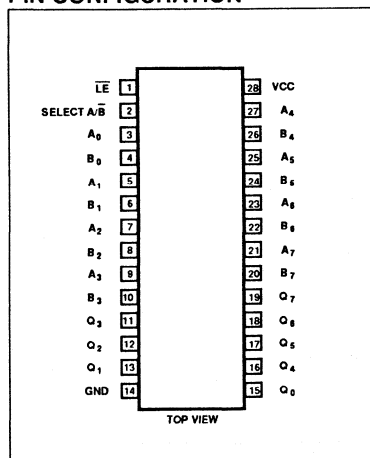 PIN CONFIGURATION
L̅E̅ 1 28 VCC
SELECT A/B̅ 2 27 A₄
A₀ 3 26 B₄
B₀ 4 25 A₅
A₁ 5 24 B₅
B₁ 6 23 A₆
A₂ 7 22 B₆
B₂ 8 21 A₇
A₃ 9 20 B₇
B₃ 10 19 Q₇
Q₃ 11 18 Q₆
Q₂ 12 17 Q₅
Q₁ 13 16 Q₄
GND 14 15 Q₀
TOP VIEW